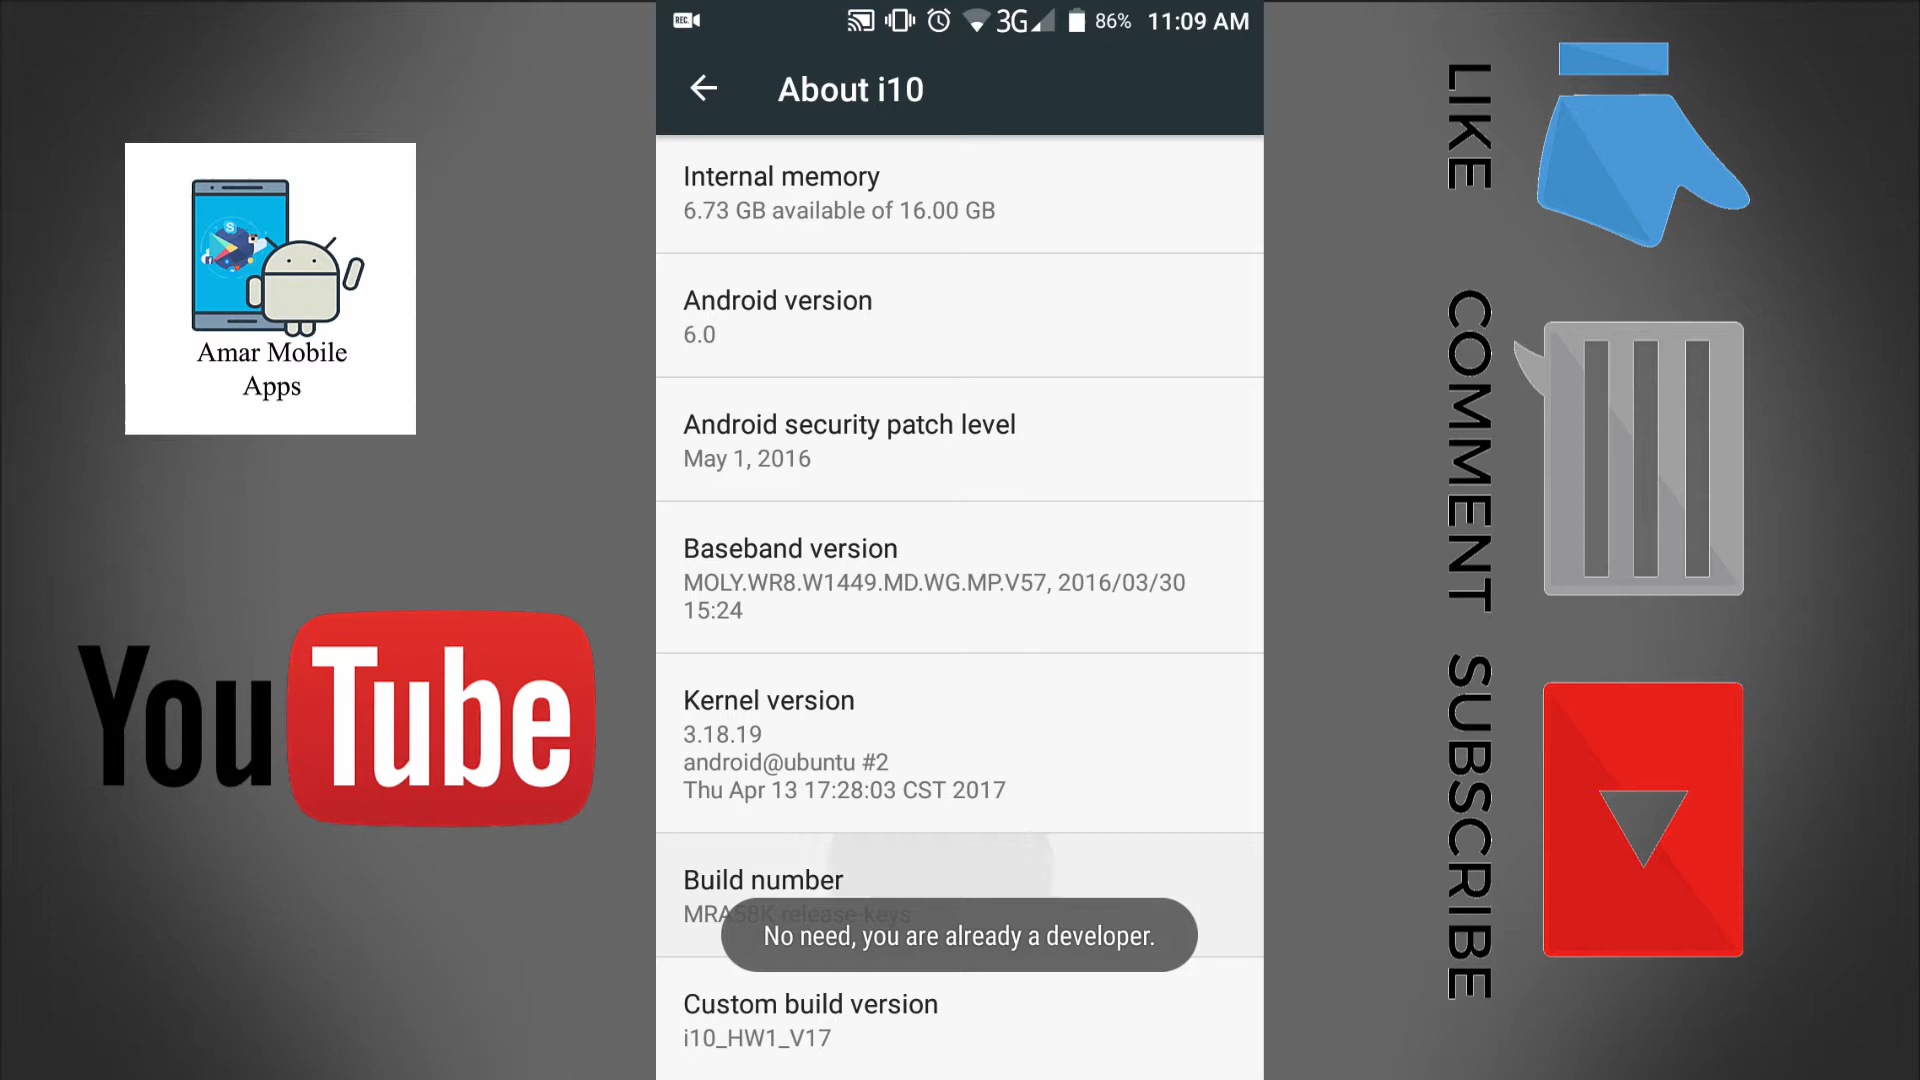 REC
3G
86%
11:09 AM
About i10
Internal memory
6.73 GB available of 16.00 GB
Android version
6.0
Android security patch level
May 1, 2016
Baseband version
MOLY.WR8.W1449.MD.WG.MP.V57, 2016/03/30
15:24
Kernel version
3.18.19
android@ubuntu #2
Thu Apr 13 17:28:03 CST 2017
Build number
MRA58K release-keys
No need, you are already a developer.
Custom build version
i10_HW1_V17
Amar Mobile
Apps
YouTube
LIKE
COMMENT
SUBSCRIBE